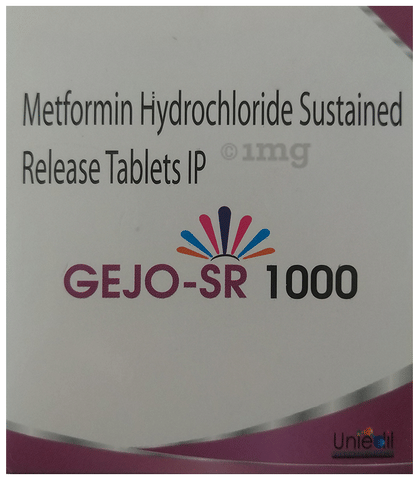 Metformin Hydrochloride Sustained
Release Tablets IP
©1mg
GEJO-SR 1000
Uniedil